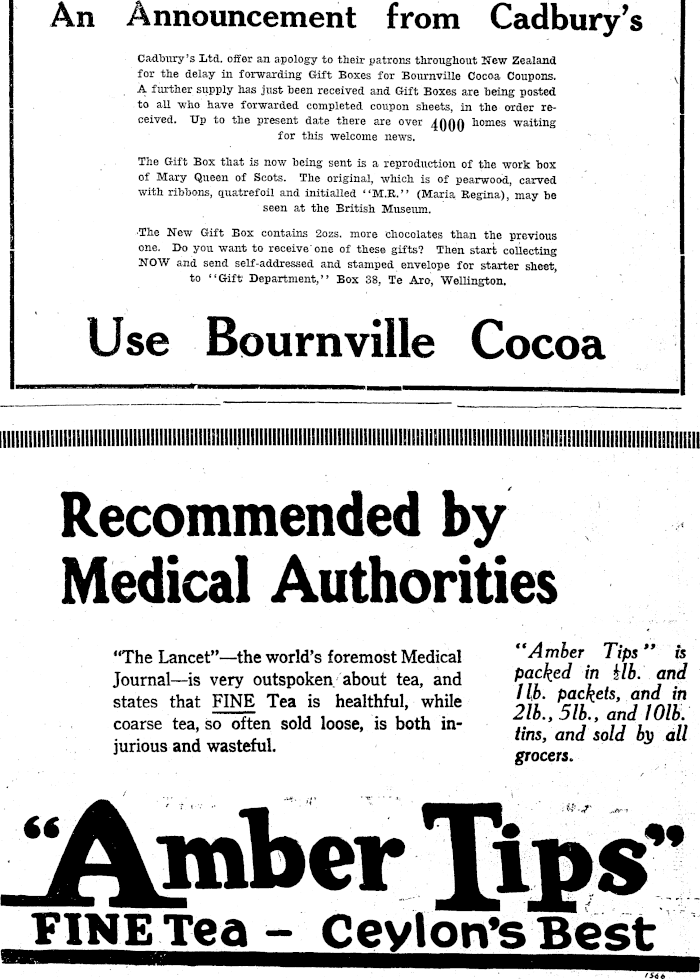 An Announcement from Cadbury's
Cadbury's Ltd. offer an apology to their patrons throughout New Zealand
for the delay in forwarding Gift Boxes for Bournville Cocoa Coupons.
A further supply has just been received and Gift Boxes are being posted
to all who have forwarded completed coupon sheets, in the order re-
ceived. Up to the present date there are over 4000 homes waiting
for this welcome news.
The Gift Box that is now being sent is a reproduction of the work box
of Mary Queen of Scots. The original, which is of pearwood, carved
with ribbons, quatrefoil and initialled "M.R." (Maria Regina), may be
seen at the British Museum.
The New Gift Box contains 2ozs. more chocolates than the previous
one. Do you want to receive one of these gifts? Then start collecting
NOW and send self-addressed and stamped envelope for starter sheet,
to "Gift Department," Box 38, Te Aro, Wellington.
Use Bournville Cocoa
Recommended by
Medical Authorities
"The Lancet"—the world's foremost Medical
Journal—is very outspoken about tea, and
states that FINE Tea is healthful, while
coarse tea, so often sold loose, is both in-
jurious and wasteful.
"Amber Tips" is
packed in ½lb. and
1lb. packets, and in
2lb., 5lb., and 10lb.
tins, and sold by all
grocers.
"Amber Tips"
FINE Tea – Ceylon's Best
1566